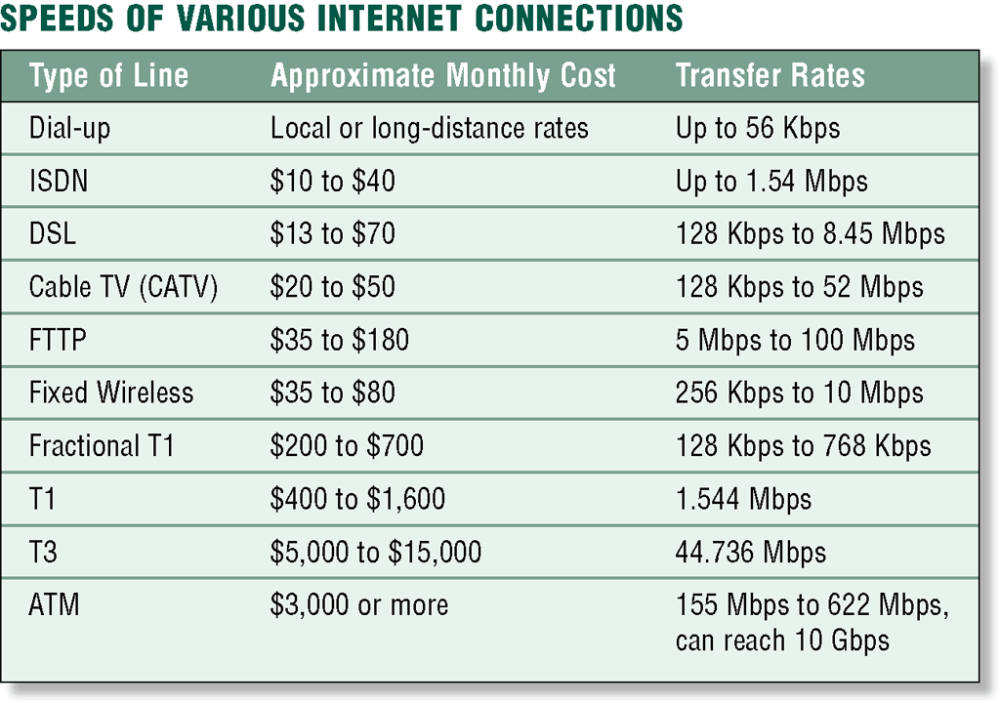 SPEEDS OF VARIOUS INTERNET CONNECTIONS
Type of Line Approximate Monthly Cost Transfer Rates
Dial-up Local or long-distance rates Up to 56 Kbps
ISDN $10 to $40 Up to 1.54 Mbps
DSL $13 to $70 128 Kbps to 8.45 Mbps
Cable TV (CATV) $20 to $50 128 Kbps to 52 Mbps
FTTP $35 to $180 5 Mbps to 100 Mbps
Fixed Wireless $35 to $80 256 Kbps to 10 Mbps
Fractional T1 $200 to $700 128 Kbps to 768 Kbps
T1 $400 to $1,600 1.544 Mbps
T3 $5,000 to $15,000 44.736 Mbps
ATM $3,000 or more 155 Mbps to 622 Mbps,
can reach 10 Gbps